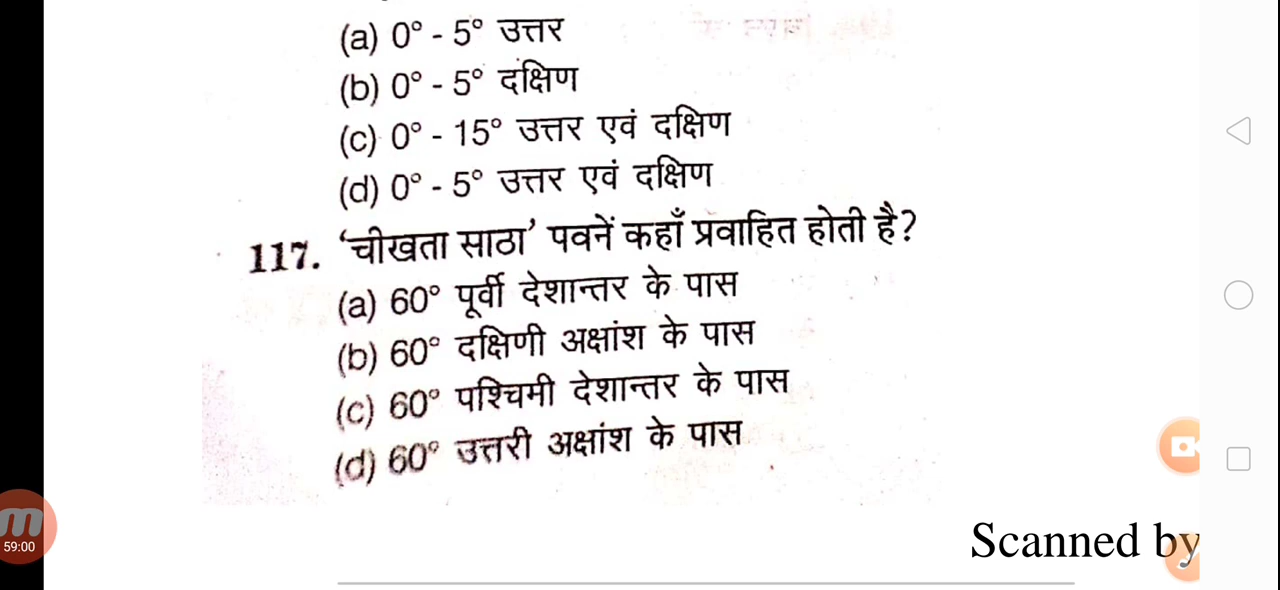 (a) 0° - 5° उत्तर
(b) 0° - 5° दक्षिण
(c) 0° - 15° उत्तर एवं दक्षिण
(d) 0° - 5° उत्तर एवं दक्षिण
117. ‘चीखता साठा’ पवनें कहाँ प्रवाहित होती है?
(a) 60° पूर्वी देशान्तर के पास
(b) 60° दक्षिणी अक्षांश के पास
(c) 60° पश्चिमी देशान्तर के पास
(d) 60° उत्तरी अक्षांश के पास
59:00
Scanned by